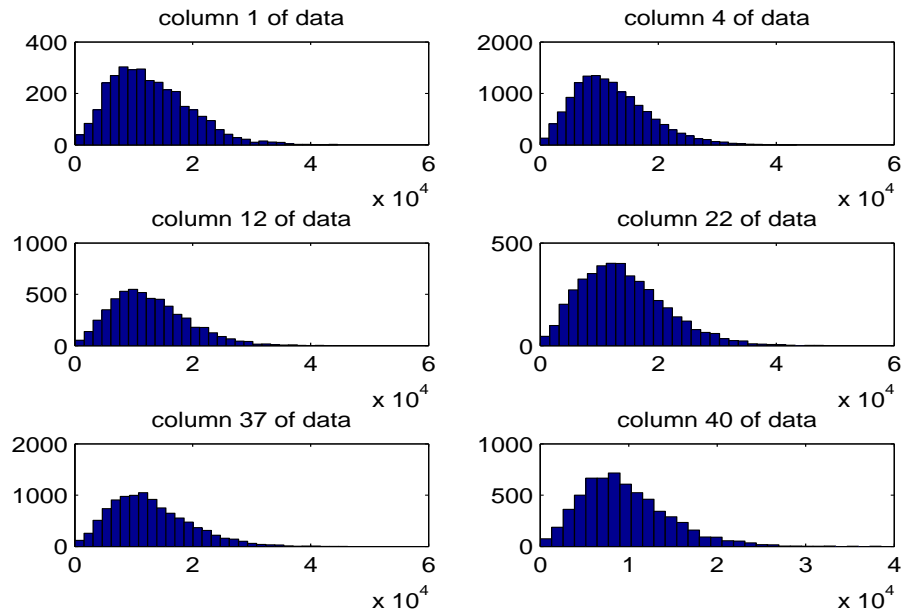 column 1 of data
400
200
0
0 2 4 6
x 10^4
column 4 of data
2000
1000
0
0 2 4 6
x 10^4
column 12 of data
1000
500
0
0 2 4 6
x 10^4
column 22 of data
500
0
0 2 4 6
x 10^4
column 37 of data
2000
1000
0
0 2 4 6
x 10^4
column 40 of data
1000
500
0
0 1 2 3 4
x 10^4